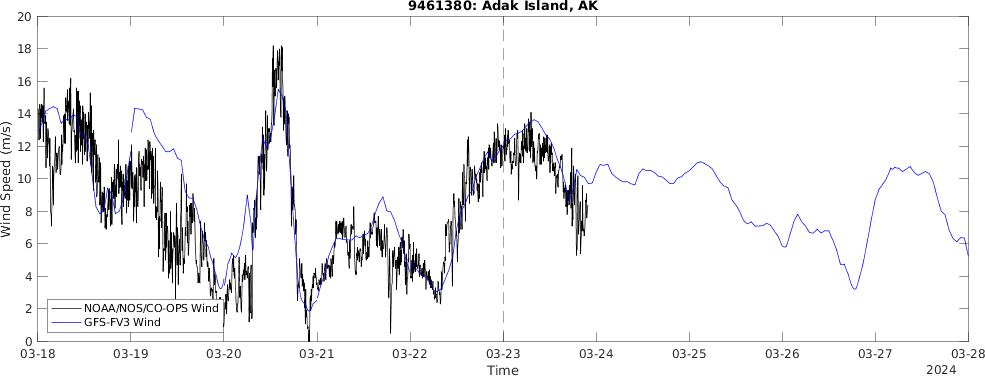 9461380: Adak Island, AK
20
18
16
14
12
10
8
6
4
2
0
Wind Speed (m/s)
NOAA/NOS/CO-OPS Wind
GFS-FV3 Wind
03-18 03-19 03-20 03-21 03-22 03-23 03-24 03-25 03-26 03-27 03-28
Time
2024